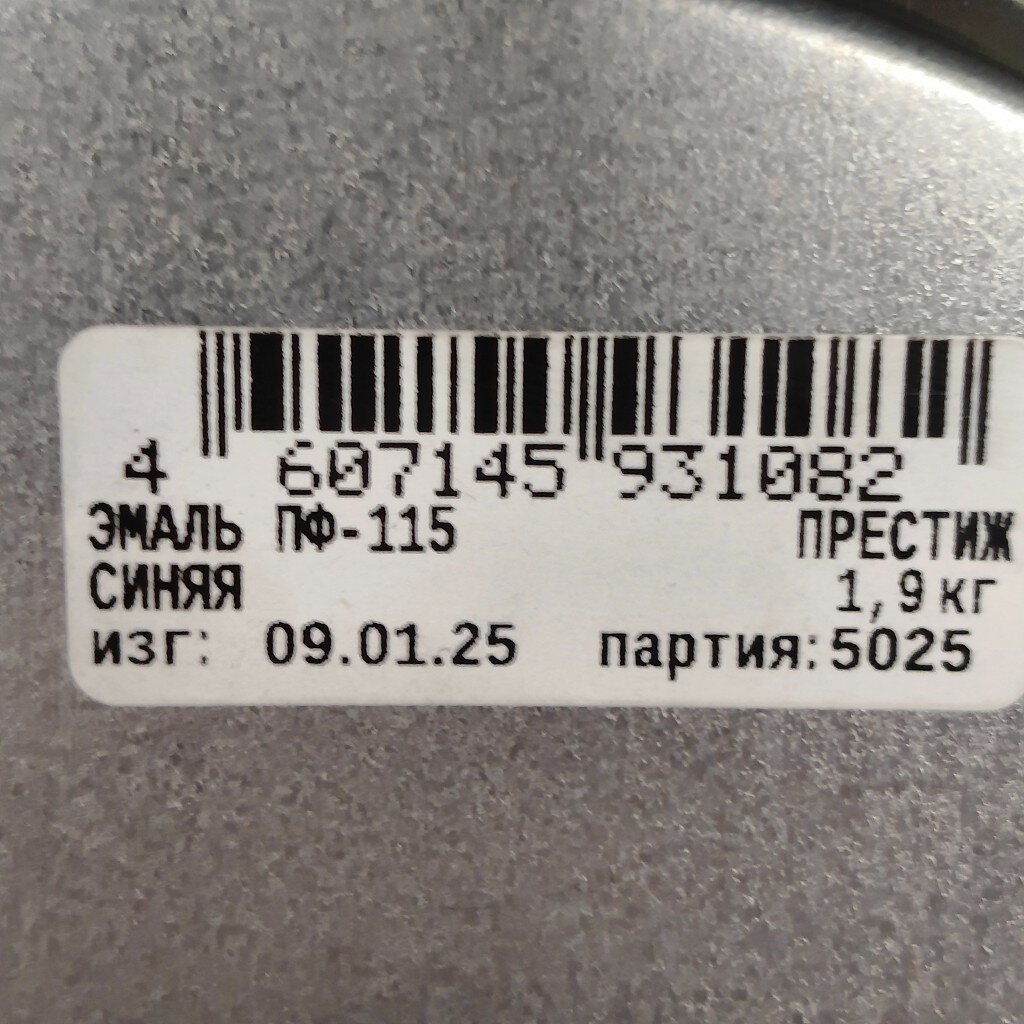 4 607145 931082
ЭМАЛЬ ПФ-115 ПРЕСТИЖ
СИНЯЯ 1,9 кг
изг: 09.01.25 партия: 5025